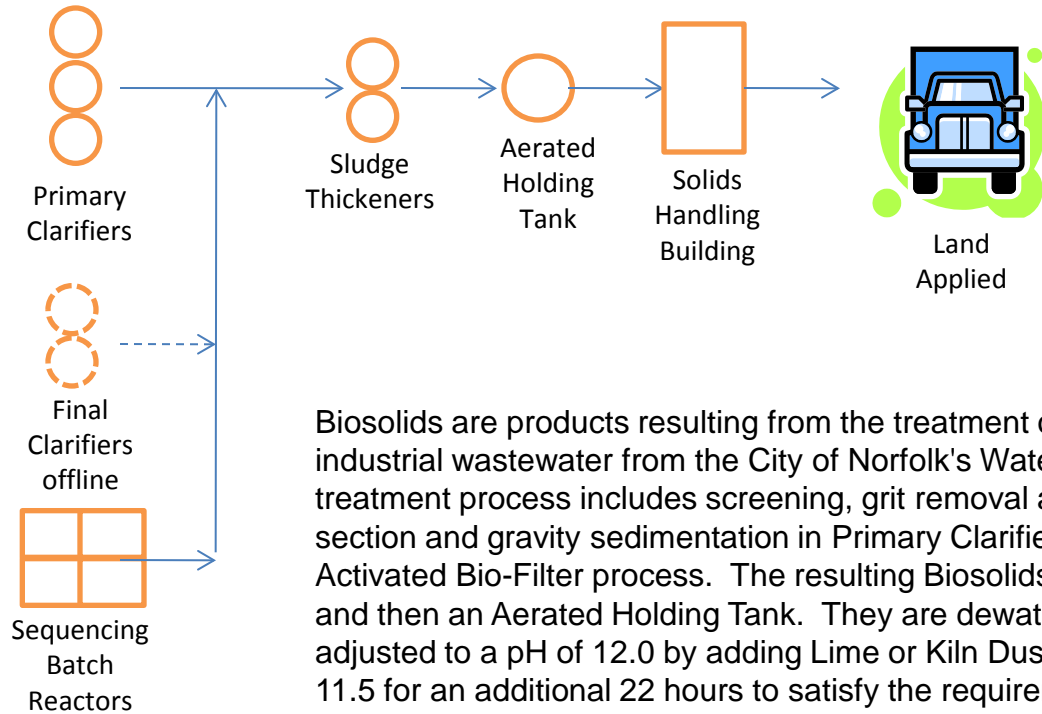 Primary
Clarifiers
Sludge
Thickeners
Aerated
Holding
Tank
Solids
Handling
Building
Land
Applied
Final
Clarifiers
offline
Sequencing
Batch
Reactors
Biosolids are products resulting from the treatment
industrial wastewater from the City of Norfolk's
treatment process includes screening, grit removal
section and gravity sedimentation in Primary
Activated Bio-Filter process. The resulting Biosolids
and then an Aerated Holding Tank. They are
adjusted to a pH of 12.0 by adding Lime or Kiln
11.5 for an additional 22 hours to satisfy the